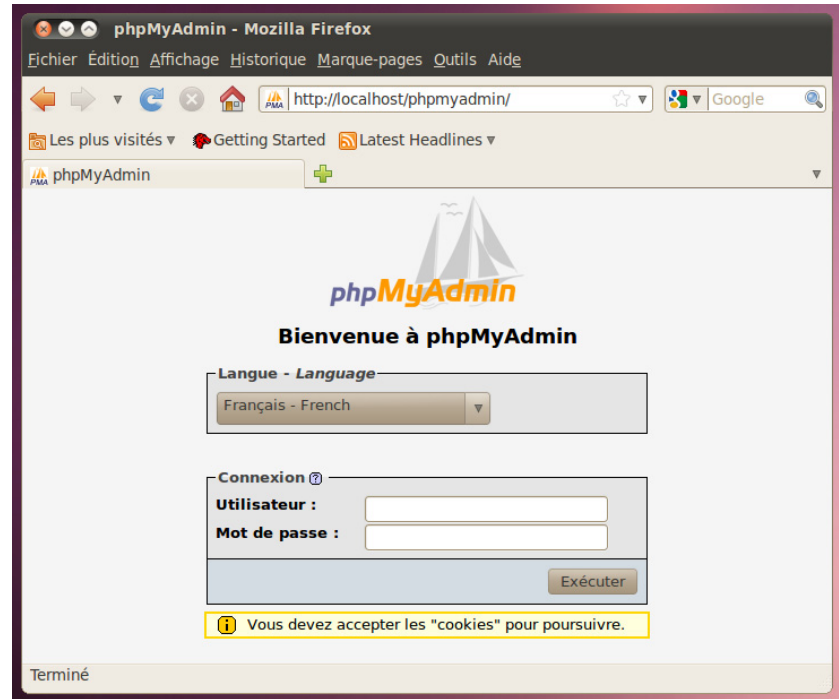 phpMyAdmin - Mozilla Firefox
Fichier Édition Affichage Historique Marque-pages Outils Aide
PMA http://localhost/phpmyadmin/ Google
Les plus visités Getting Started Latest Headlines
PMA phpMyAdmin
phpMyAdmin
Bienvenue à phpMyAdmin
Langue - Language
Français - French
Connexion ?
Utilisateur :
Mot de passe :
Exécuter
i Vous devez accepter les "cookies" pour poursuivre.
Terminé